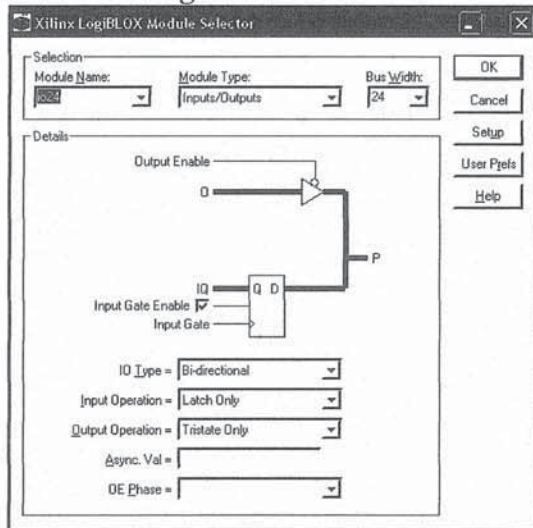 Xilinx LogiBLOX Module Selector
Selection
Module Name:
Module Type:
Bus Width:
io24
Inputs/Outputs
24
OK
Cancel
Setup
User Prefs
Help
Details
Output Enable
O
P
IQ
Q D
Input Gate Enable
Input Gate
IO Type = Bi-directional
Input Operation = Latch Only
Output Operation = Tristate Only
Async. Val =
OE Phase =